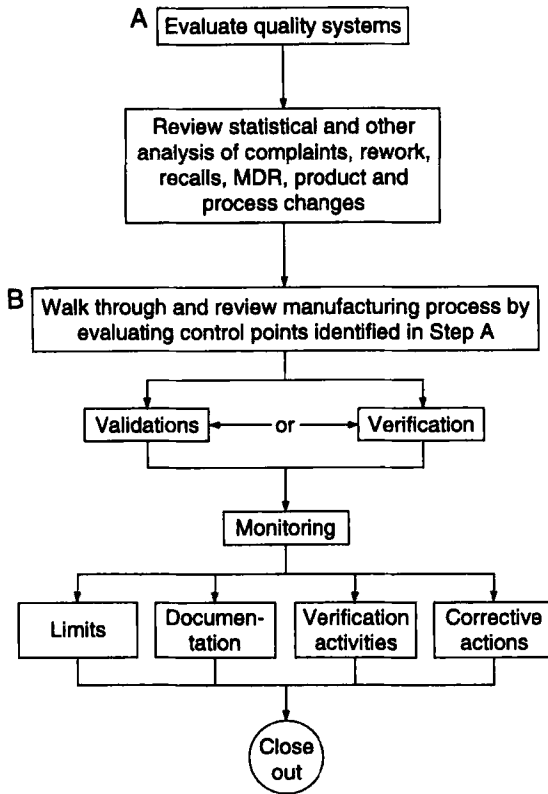 A
Evaluate quality systems
Review statistical and other
analysis of complaints, rework,
recalls, MDR, product and
process changes
B
Walk through and review manufacturing process by
evaluating control points identified in Step A
Validations
or
Verification
Monitoring
Limits
Documen-
tation
Verification
activities
Corrective
actions
Close
out